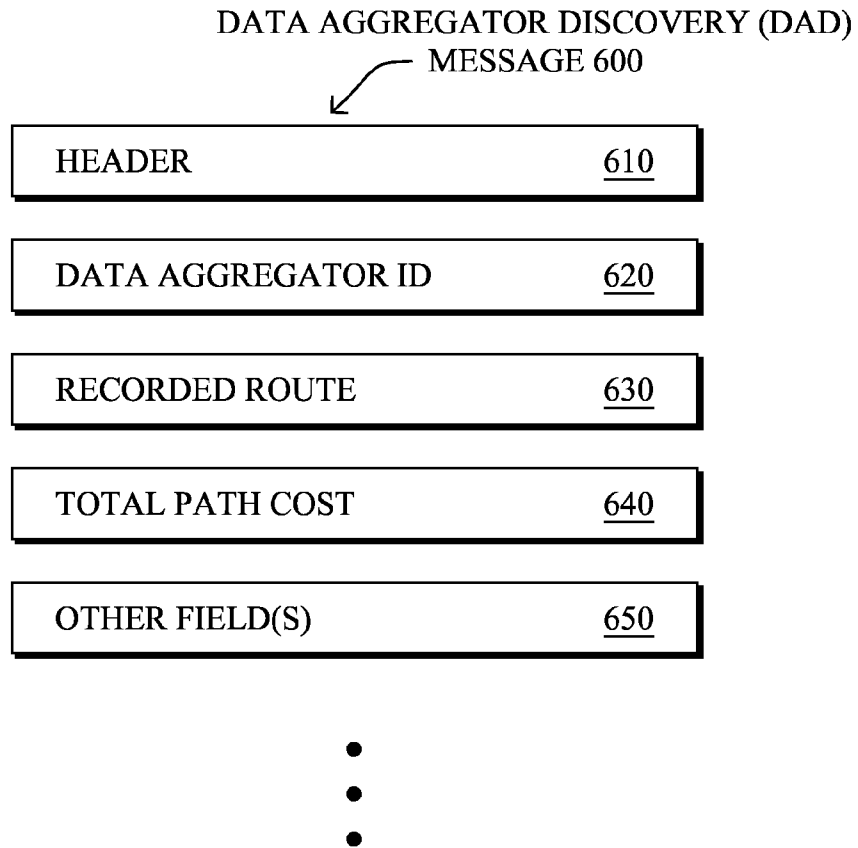 DATA AGGREGATOR DISCOVERY (DAD)
MESSAGE 600
HEADER 610
DATA AGGREGATOR ID 620
RECORDED ROUTE 630
TOTAL PATH COST 640
OTHER FIELD(S) 650